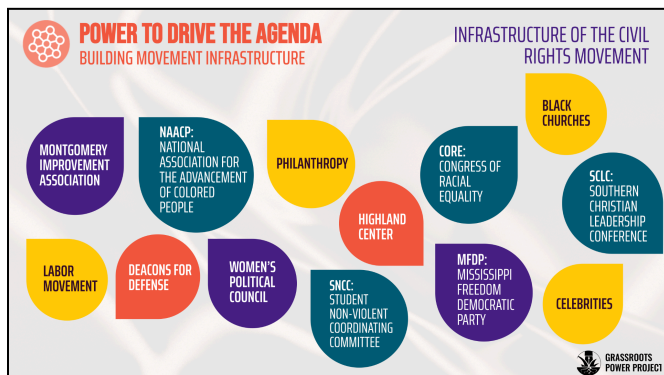 POWER TO DRIVE THE AGENDA
BUILDING MOVEMENT INFRASTRUCTURE
INFRASTRUCTURE OF THE CIVIL
RIGHTS MOVEMENT
MONTGOMERY
IMPROVEMENT
ASSOCIATION
NAACP:
NATIONAL
ASSOCIATION FOR
THE ADVANCEMENT
OF COLORED
PEOPLE
PHILANTHROPY
CORE:
CONGRESS OF
RACIAL
EQUALITY
BLACK
CHURCHES
SCLC:
SOUTHERN
CHRISTIAN
LEADERSHIP
CONFERENCE
HIGHLAND
CENTER
LABOR
MOVEMENT
DEACONS FOR
DEFENSE
WOMEN'S
POLITICAL
COUNCIL
SNCC:
STUDENT
NON-VIOLENT
COORDINATING
COMMITTEE
MFDP:
MISSISSIPPI
FREEDOM
DEMOCRATIC
PARTY
CELEBRITIES
GRASSROOTS
POWER PROJECT